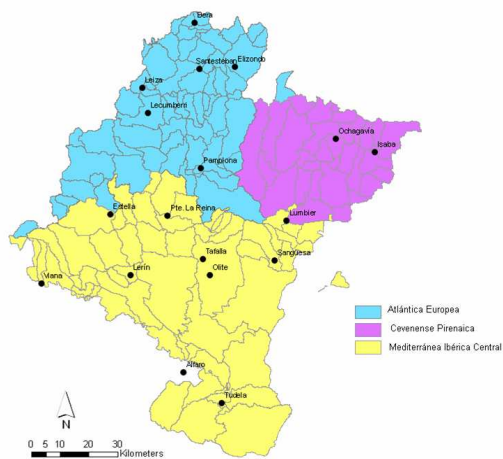 Bera
Santesteban
Elizondo
Leiza
Lecumberri
Ochagavía
Isaba
Pamplona
Estella
Pte. La Reina
Lumbier
Tafalla
Sangüesa
Viana
Lerin
Olite
Atlántica Europea
Cevenense Pirenaica
Mediterránea Ibérica Central
Alfaro
Tudela
N
0 5 10 20 30
Kilometers